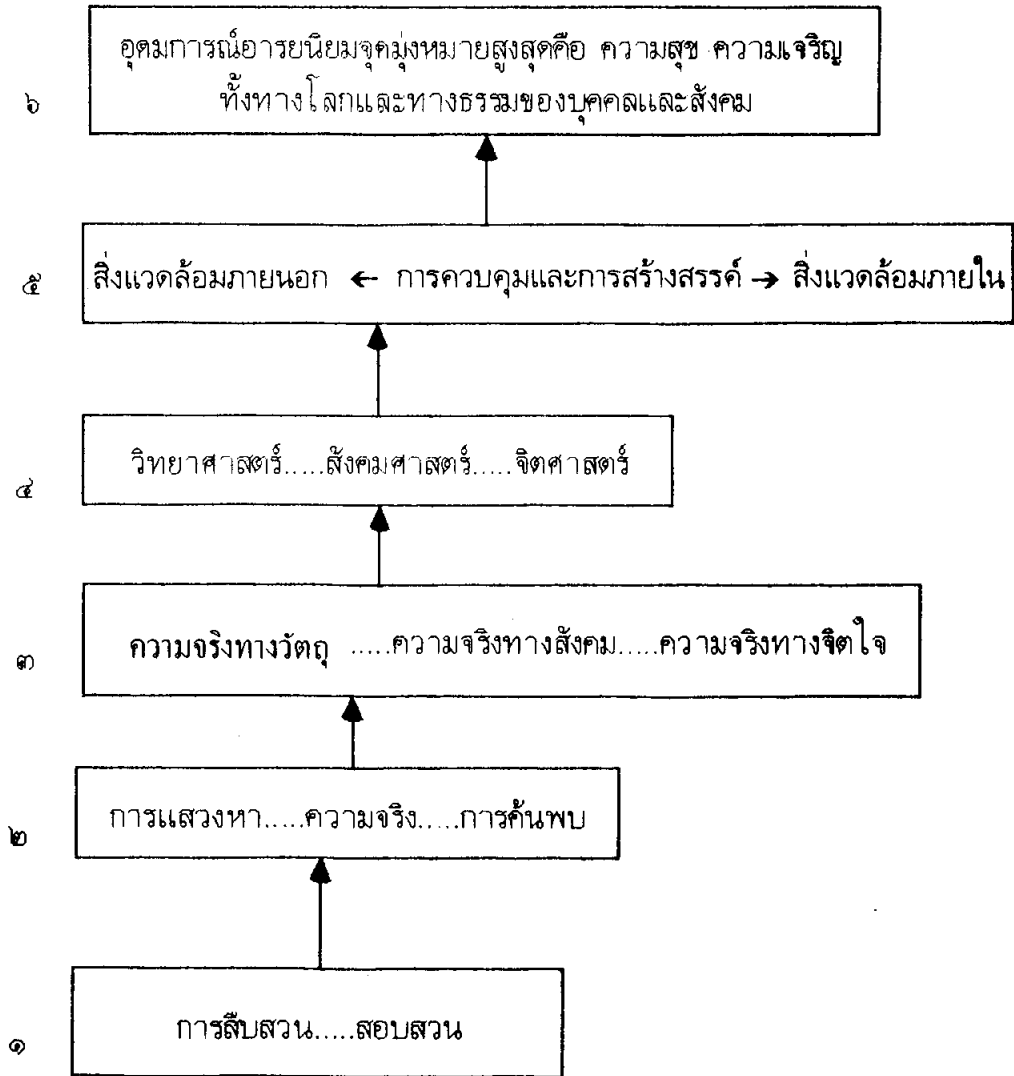 อุดมการณ์อารยนิยมจุดมุ่งหมายสูงสุดคือ ความสุข ความเจริญ
ทั้งทางโลกและทางธรรมของบุคคลและสังคม
๖
สิ่งแวดล้อมภายนอก ← การควบคุมและการสร้างสรรค์ → สิ่งแวดล้อมภายใน
๕
วิทยาศาสตร์.....สังคมศาสตร์.....จิตศาสตร์
๔
ความจริงทางวัตถุ .....ความจริงทางสังคม.....ความจริงทางจิตใจ
๓
การแสวงหา.....ความจริง.....การค้นพบ
๒
การสืบสวน.....สอบสวน
๑